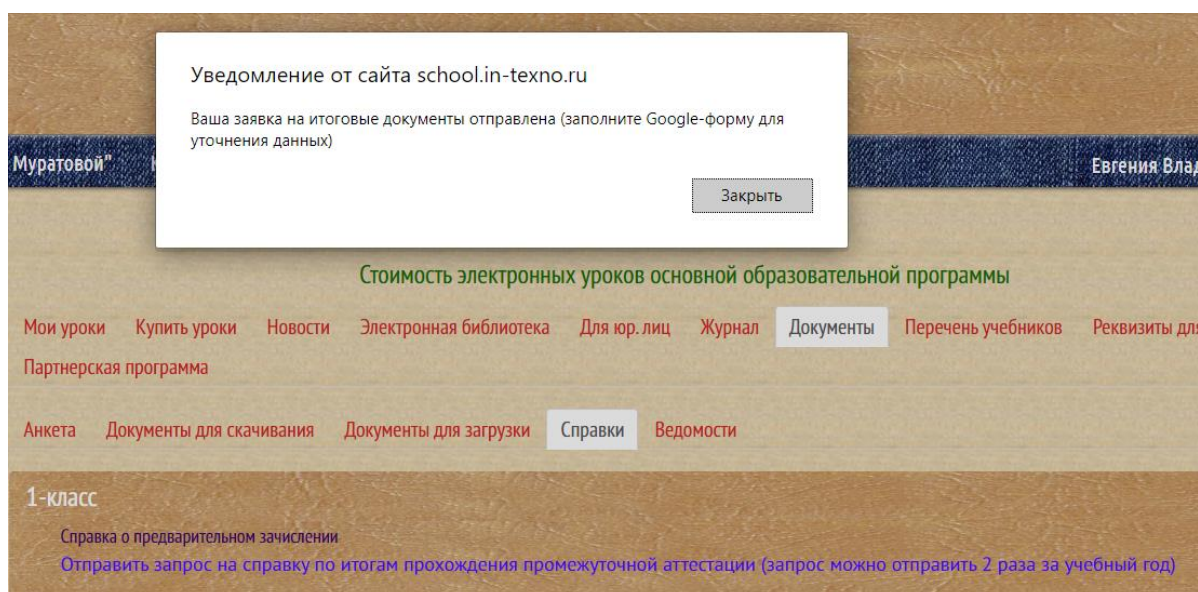 Уведомление от сайта school.in-texno.ru
Ваша заявка на итоговые документы отправлена (заполните Google-форму для
уточнения данных)
Закрыть
Муратовой"
Евгения
Стоимость электронных уроков основной образовательной программы
Мои уроки Купить уроки Новости Электронная библиотека Для юр. лиц Журнал Документы Перечень учебников Реквизиты
Партнерская программа
Анкета Документы для скачивания Документы для загрузки Справки Ведомости
1-класс
Справка о предварительном зачислении
Отправить запрос на справку по итогам прохождения промежуточной аттестации (запрос можно отправить 2 раза за учебный год)